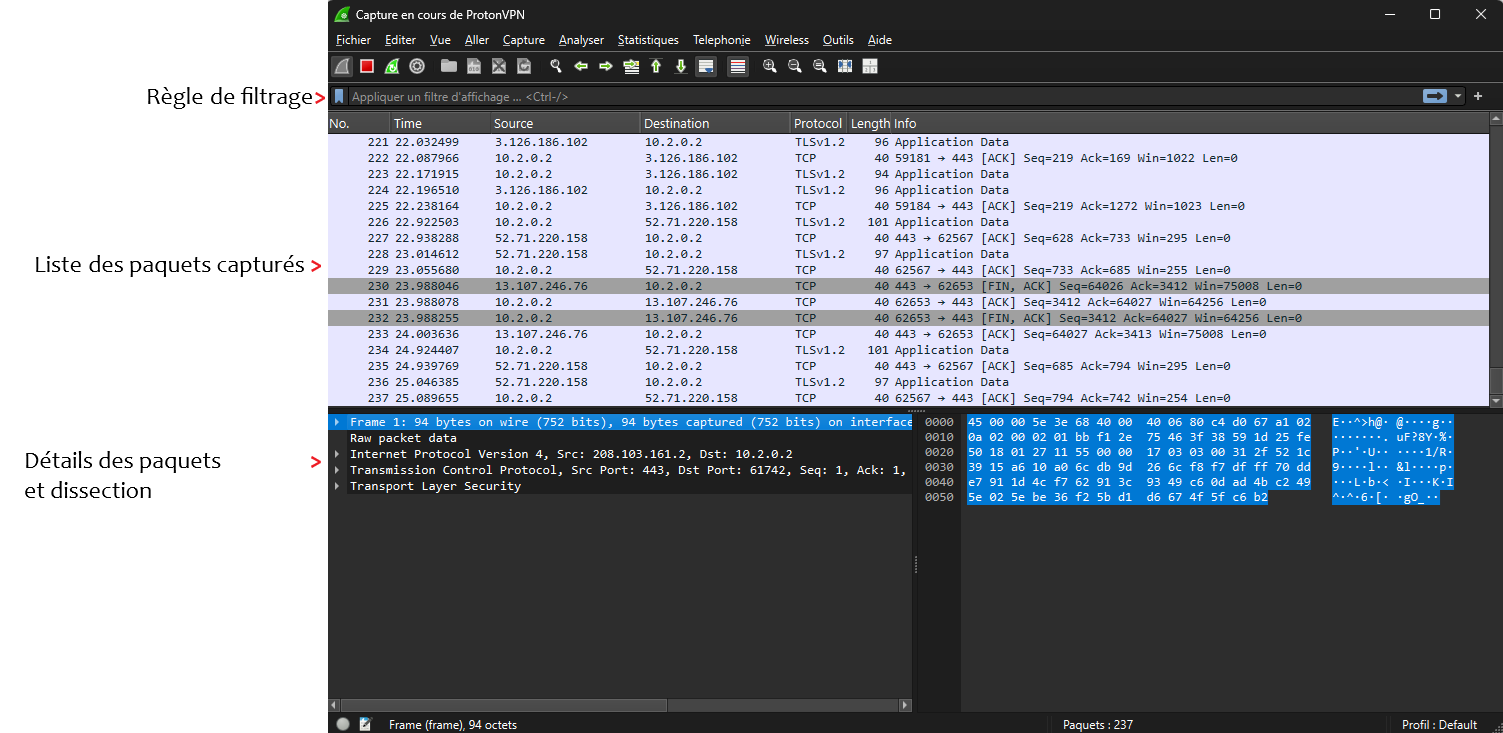 Capture en cours de ProtonVPN
Fichier Editer Vue Aller Capture Analyser Statistiques Telephonie Wireless Outils Aide
Règle de filtrage>
Appliquer un filtre d'affichage ... <Ctrl-/>
No. Time Source Destination Protocol Length Info
221 22.032499 3.126.186.102 10.2.0.2 TLSv1.2 96 Application Data
222 22.087966 10.2.0.2 3.126.186.102 TCP 40 59181 → 443 [ACK] Seq=219 Ack=169 Win=1022 Len=0
223 22.171915 10.2.0.2 3.126.186.102 TLSv1.2 94 Application Data
224 22.196510 3.126.186.102 10.2.0.2 TLSv1.2 96 Application Data
225 22.238164 10.2.0.2 3.126.186.102 TCP 40 59184 → 443 [ACK] Seq=219 Ack=1272 Win=1023 Len=0
226 22.922503 10.2.0.2 52.71.220.158 TLSv1.2 101 Application Data
227 22.938288 52.71.220.158 10.2.0.2 TCP 40 443 → 62567 [ACK] Seq=628 Ack=733 Win=295 Len=0
228 23.014612 52.71.220.158 10.2.0.2 TLSv1.2 97 Application Data
Liste des paquets capturés >
229 23.055680 10.2.0.2 52.71.220.158 TCP 40 62567 → 443 [ACK] Seq=733 Ack=685 Win=255 Len=0
230 23.988046 13.107.246.76 10.2.0.2 TCP 40 443 → 62653 [FIN, ACK] Seq=64026 Ack=3412 Win=75008 Len=0
231 23.988078 10.2.0.2 13.107.246.76 TCP 40 62653 → 443 [ACK] Seq=3412 Ack=64027 Win=64256 Len=0
232 23.988255 10.2.0.2 13.107.246.76 TCP 40 62653 → 443 [FIN, ACK] Seq=3412 Ack=64027 Win=64256 Len=0
233 24.003636 13.107.246.76 10.2.0.2 TCP 40 443 → 62653 [ACK] Seq=64027 Ack=3413 Win=75008 Len=0
234 24.924407 10.2.0.2 52.71.220.158 TLSv1.2 101 Application Data
235 24.939769 52.71.220.158 10.2.0.2 TCP 40 443 → 62567 [ACK] Seq=685 Ack=794 Win=295 Len=0
236 25.046385 52.71.220.158 10.2.0.2 TLSv1.2 97 Application Data
237 25.089655 10.2.0.2 52.71.220.158 TCP 40 62567 → 443 [ACK] Seq=794 Ack=742 Win=254 Len=0
Détails des paquets >
et dissection
Frame 1: 94 bytes on wire (752 bits), 94 bytes captured (752 bits) on interface
Raw packet data
Internet Protocol Version 4, Src: 208.103.161.2, Dst: 10.2.0.2
Transmission Control Protocol, Src Port: 443, Dst Port: 61742, Seq: 1, Ack: 1,
Transport Layer Security
0000 45 00 00 5e 3e 68 40 00 40 06 80 c4 d0 67 a1 02 E··^>h@· @····g··
0010 0a 02 00 02 01 bb f1 2e 75 46 3f 38 59 1d 25 fe ·······. uF?8Y·%·
0020 50 18 01 27 11 55 00 00 17 03 03 00 31 2f 52 1c P··'·U·· ····1/R·
0030 39 15 a6 10 a0 6c db 9d 26 6c f8 f7 df ff 70 dd 9····l·· &l····p·
0040 e7 91 1d 4c f7 62 91 3c 93 49 c6 0d ad 4b c2 49 ···L·b·< ·I···K·I
0050 5e 02 5e be 36 f2 5b d1 d6 67 4f 5f c6 b2 ^·^·6·[· ·gO_··
Frame (frame), 94 octets
Paquets : 237
Profil : Default